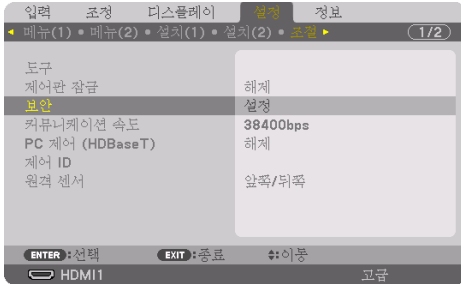 입력 조정 디스플레이 설정 정보
메뉴(1) • 메뉴(2) • 설치(1) • 설치(2) • 조절 1/2
도구
제어판 잠금 해제
보안 설정
커뮤니케이션 속도 38400bps
PC 제어 (HDBaseT) 해제
제어 ID
원격 센서 앞쪽/뒤쪽
ENTER:선택 EXIT:종료 :이동
HDMI1 고급